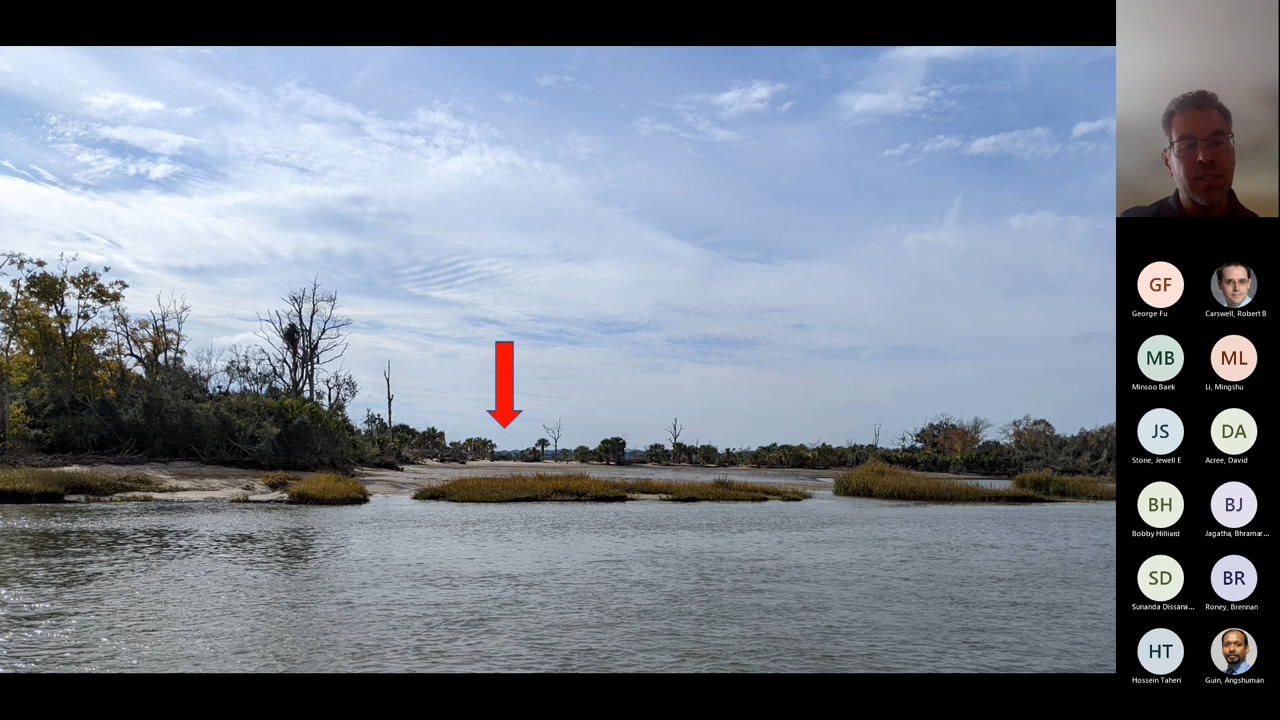 GF
George Fu
Carswell, Robert B
MB
Minsoo Baek
ML
Li, Mingshu
JS
Stone, Jewell E
DA
Acree, David
BH
Bobby Hilliard
BJ
Jagatha, Bhramar...
SD
Sunanda Dissana...
BR
Roney, Brennan
HT
Hossein Taheri
Guin, Angshuman